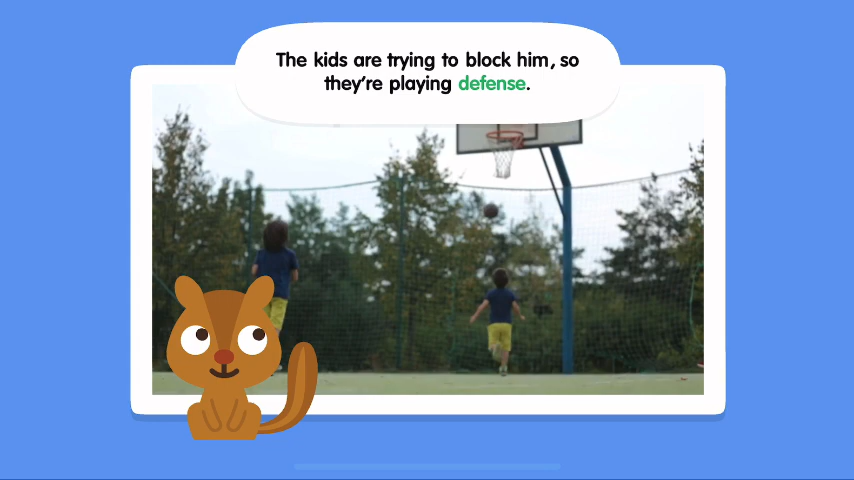 The kids are trying to block him, so
they're playing defense.